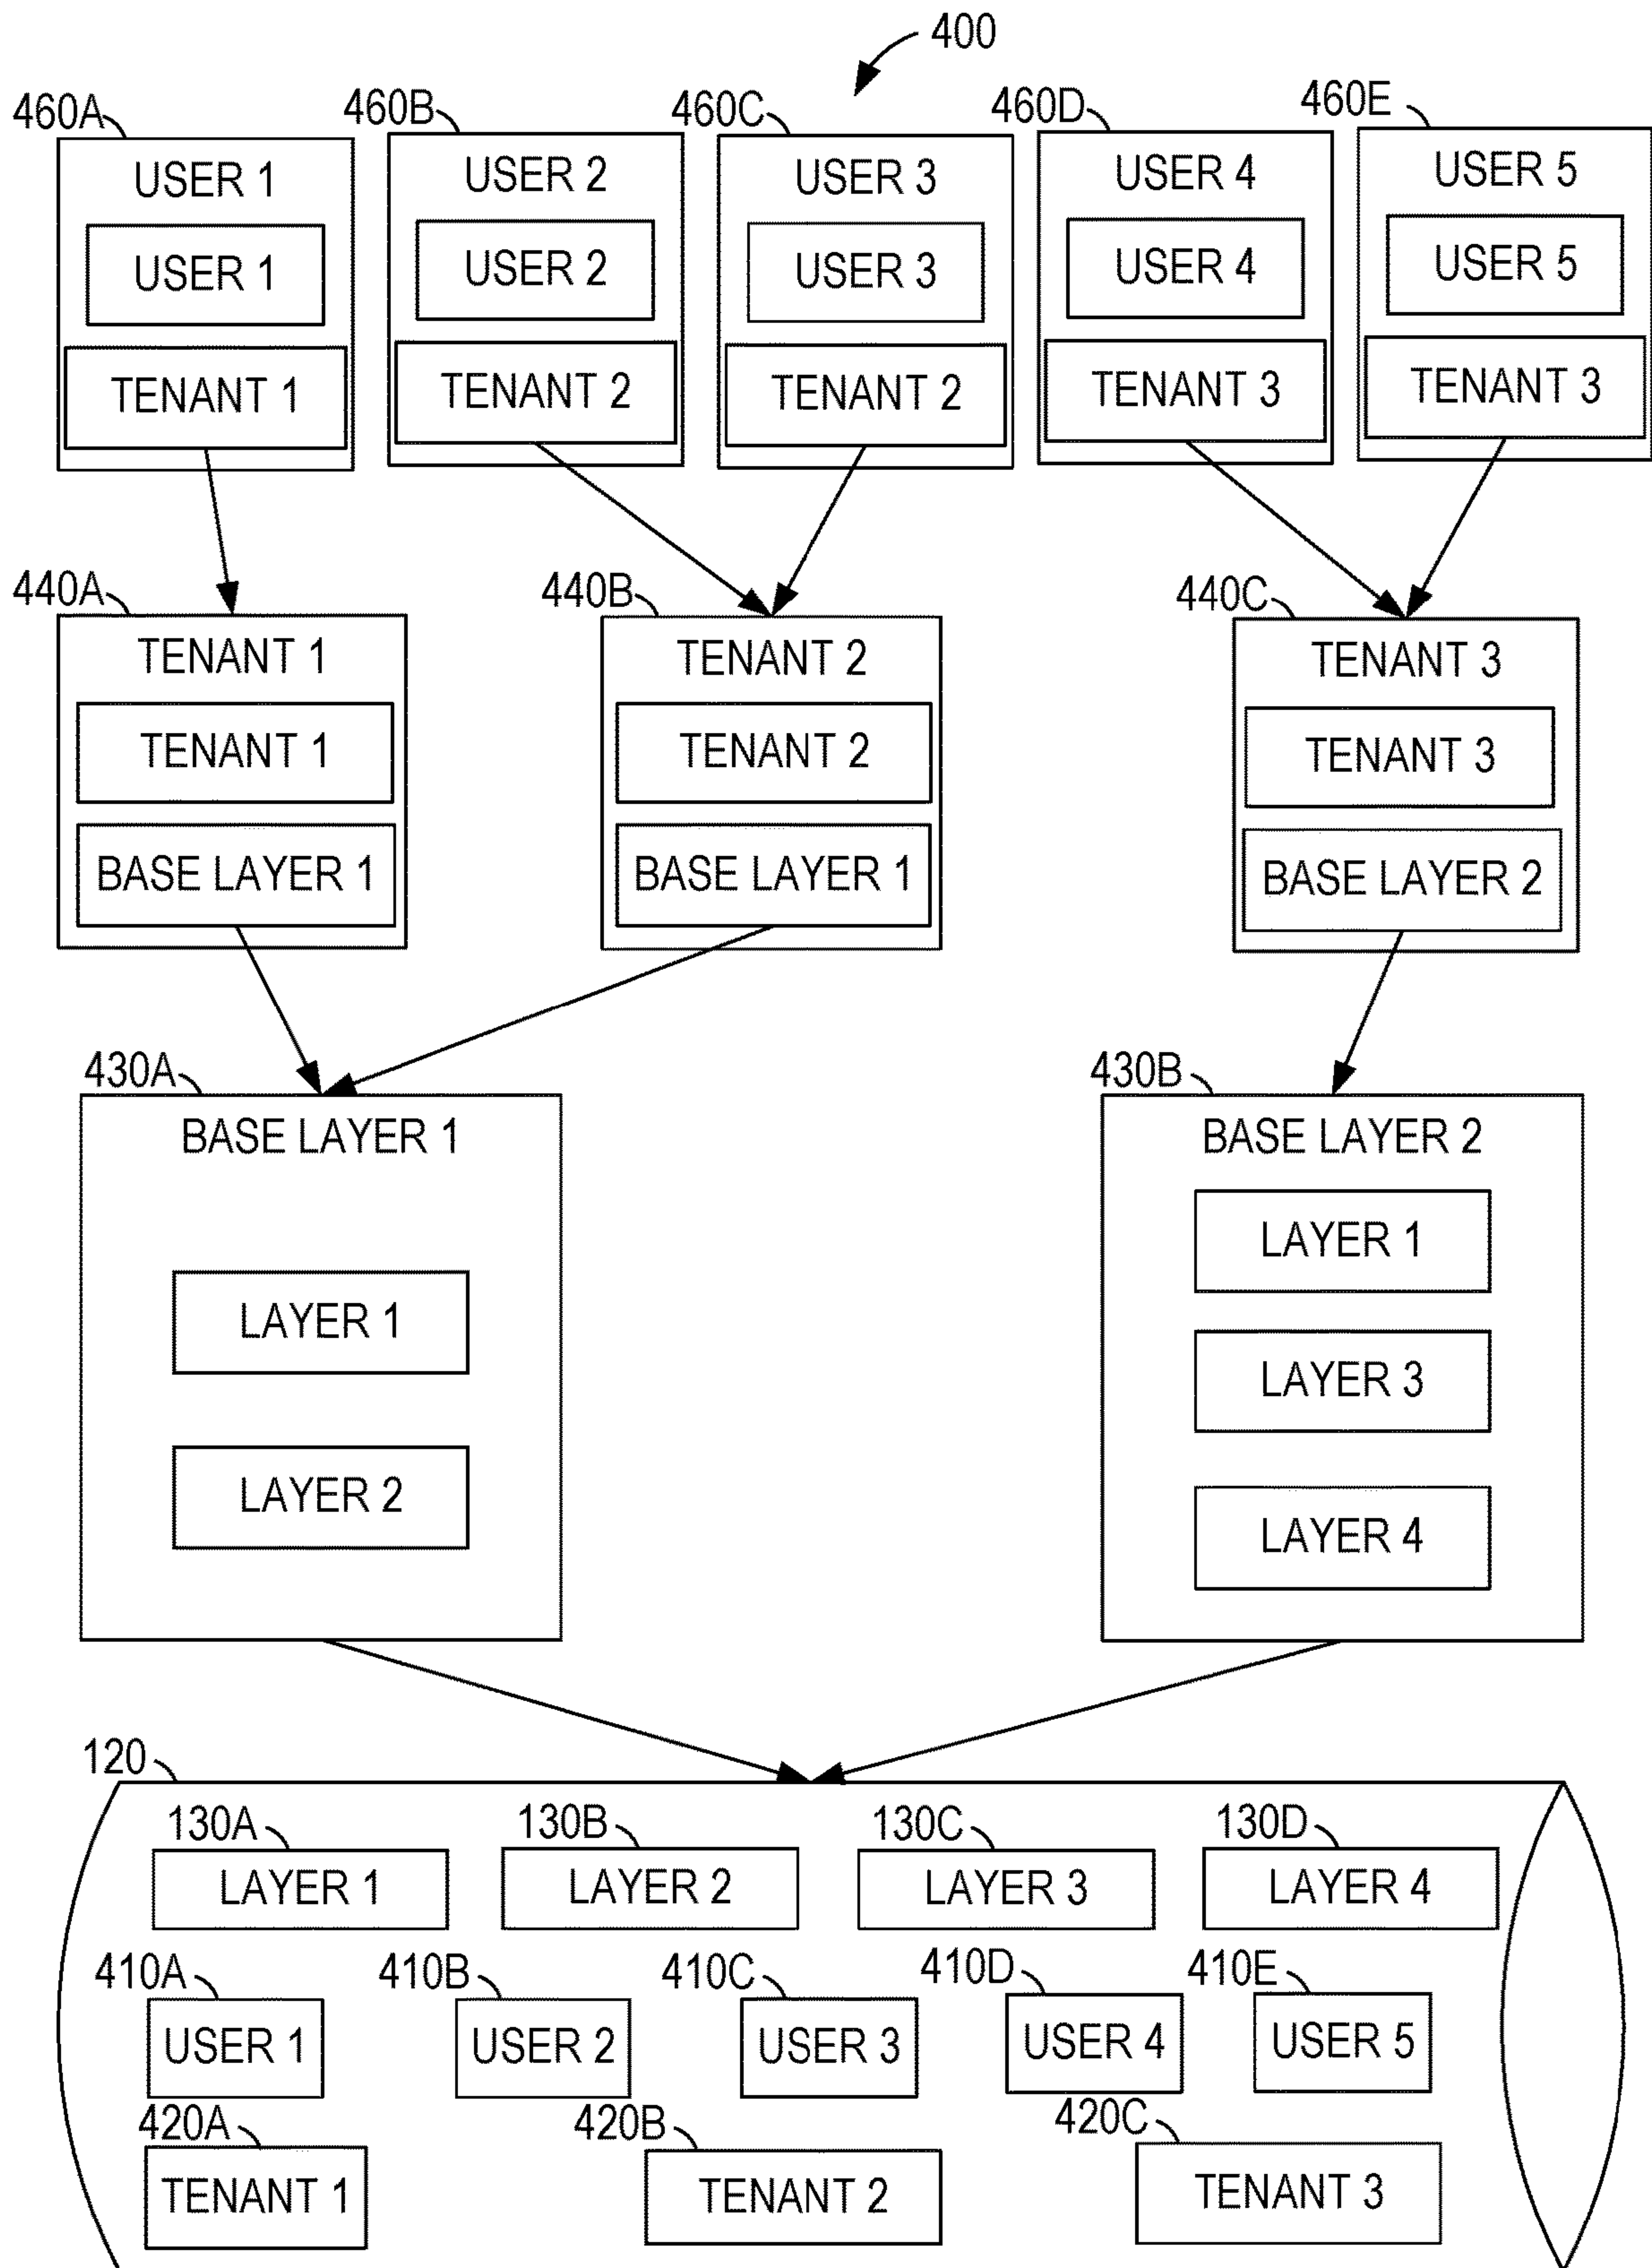 400
460A 460B 460C 460D 460E
USER 1 USER 2 USER 3 USER 4 USER 5
USER 1 USER 2 USER 3 USER 4 USER 5
TENANT 1 TENANT 2 TENANT 2 TENANT 3 TENANT 3
440A 440B 440C
TENANT 1 TENANT 2 TENANT 3
TENANT 1 TENANT 2 TENANT 3
BASE LAYER 1 BASE LAYER 1 BASE LAYER 2
430A 430B
BASE LAYER 1 BASE LAYER 2
LAYER 1
LAYER 2
LAYER 1
LAYER 3
LAYER 4
120
130A 130B 130C 130D
LAYER 1 LAYER 2 LAYER 3 LAYER 4
410A 410B 410C 410D 410E
USER 1 USER 2 USER 3 USER 4 USER 5
420A 420B 420C
TENANT 1 TENANT 2 TENANT 3